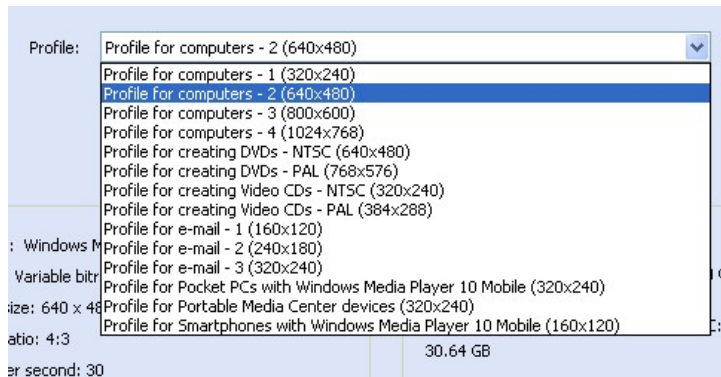 Profile: Profile for computers - 2 (640x480)
Profile for computers - 1 (320x240)
Profile for computers - 2 (640x480)
Profile for computers - 3 (800x600)
Profile for computers - 4 (1024x768)
Profile for creating DVDs - NTSC (640x480)
Profile for creating DVDs - PAL (768x576)
Profile for creating Video CDs - NTSC (320x240)
Profile for creating Video CDs - PAL (384x288)
Profile for e-mail - 1 (160x120)
Profile for e-mail - 2 (240x180)
Profile for e-mail - 3 (320x240)
Profile for Pocket PCs with Windows Media Player 10 Mobile (320x240)
Profile for Portable Media Center devices (320x240)
Profile for Smartphones with Windows Media Player 10 Mobile (160x120)
: Windows M
Variable bitr
ize: 640 x 48
atio: 4:3
er second: 30
30.64 GB